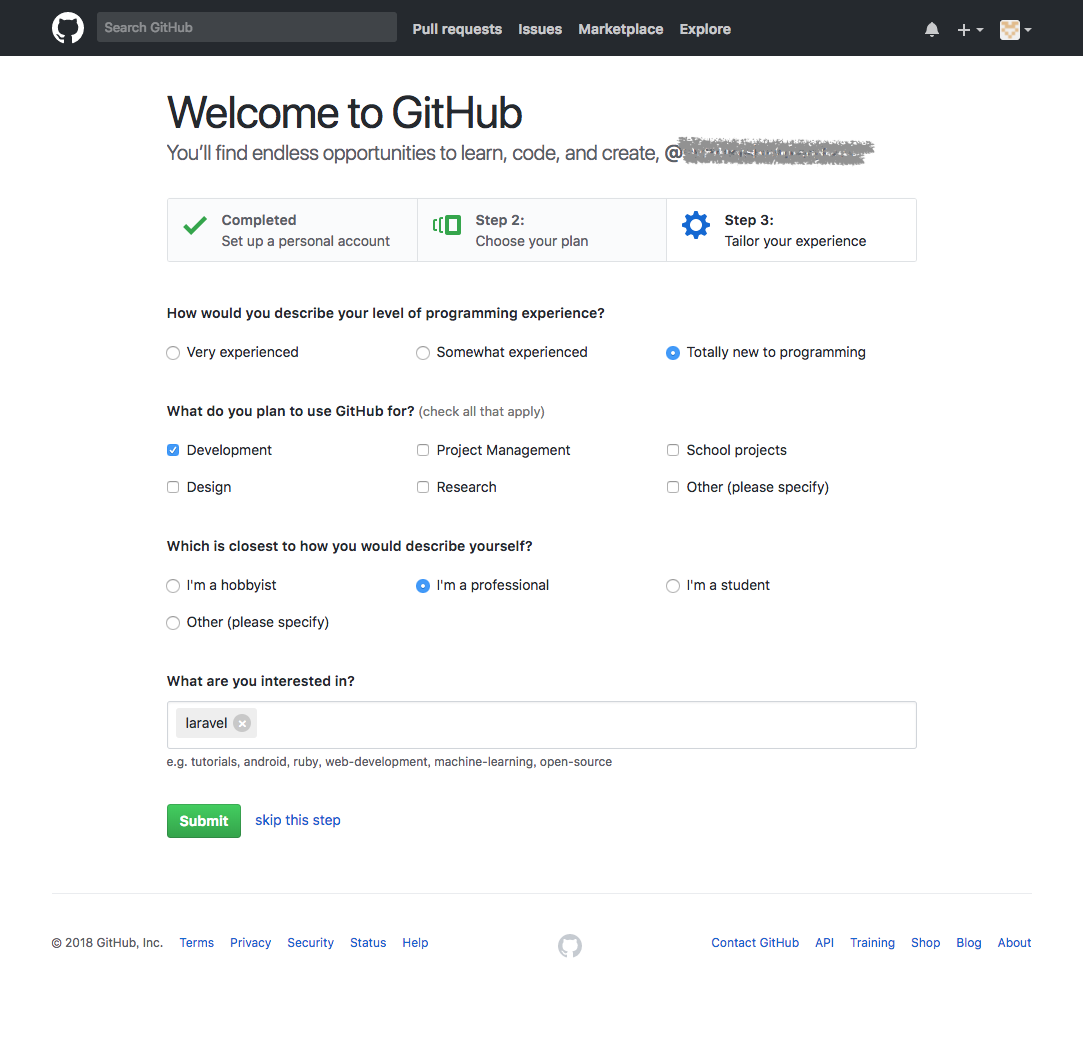 Search GitHub Pull requests Issues Marketplace Explore
Welcome to GitHub
You'll find endless opportunities to learn, code, and create, @
Completed
Set up a personal account
Step 2:
Choose your plan
Step 3:
Tailor your experience
How would you describe your level of programming experience?
Very experienced Somewhat experienced Totally new to programming
What do you plan to use GitHub for? (check all that apply)
Development Project Management School projects
Design Research Other (please specify)
Which is closest to how you would describe yourself?
I'm a hobbyist I'm a professional I'm a student
Other (please specify)
What are you interested in?
laravel
e.g. tutorials, android, ruby, web-development, machine-learning, open-source
Submit skip this step
© 2018 GitHub, Inc. Terms Privacy Security Status Help Contact GitHub API Training Shop Blog About